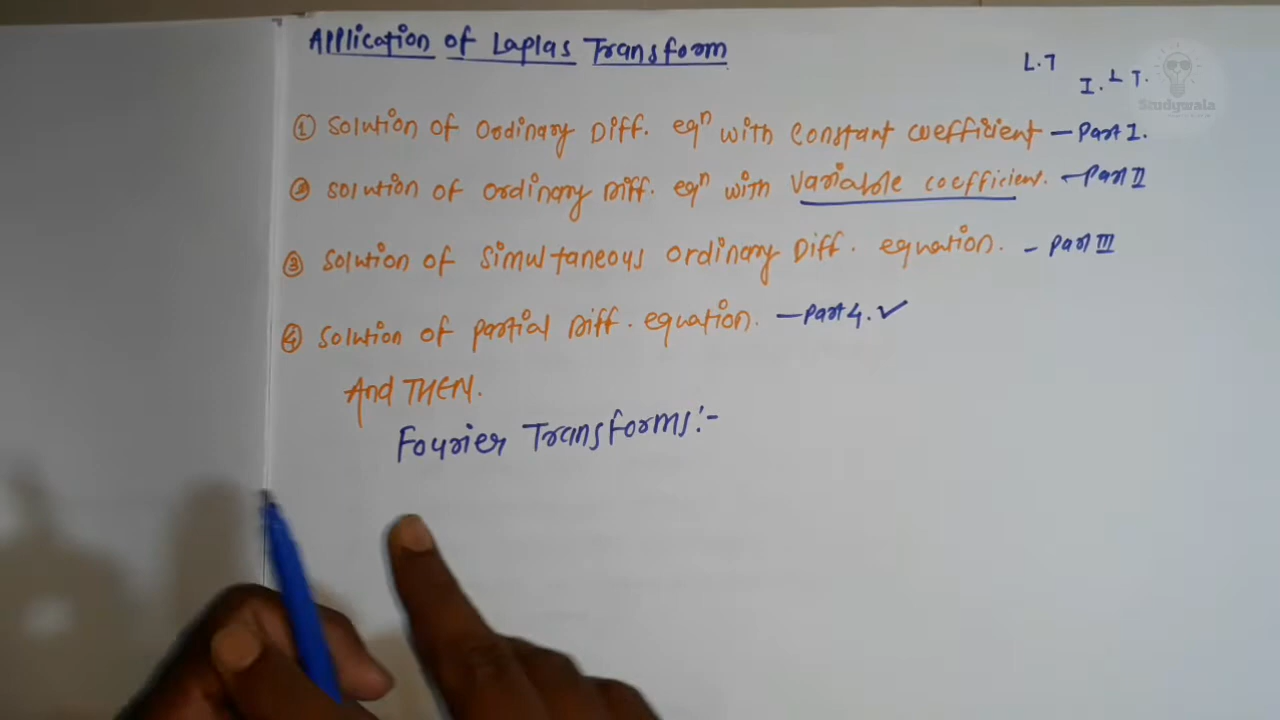 Application of Laplas Transform
L.T
I.L T.
Studywala
① Solution of Ordinary Diff. eqⁿ with Constant coefficient — Part I.
② Solution of Ordinary Diff. eqⁿ with Variable coefficient. — Part II
③ Solution of Simultaneous Ordinary Diff. equation. - Part III
④ Solution of Partial Diff. equation. — Part 4. ✓
And THEN.
Fourier Transforms:-